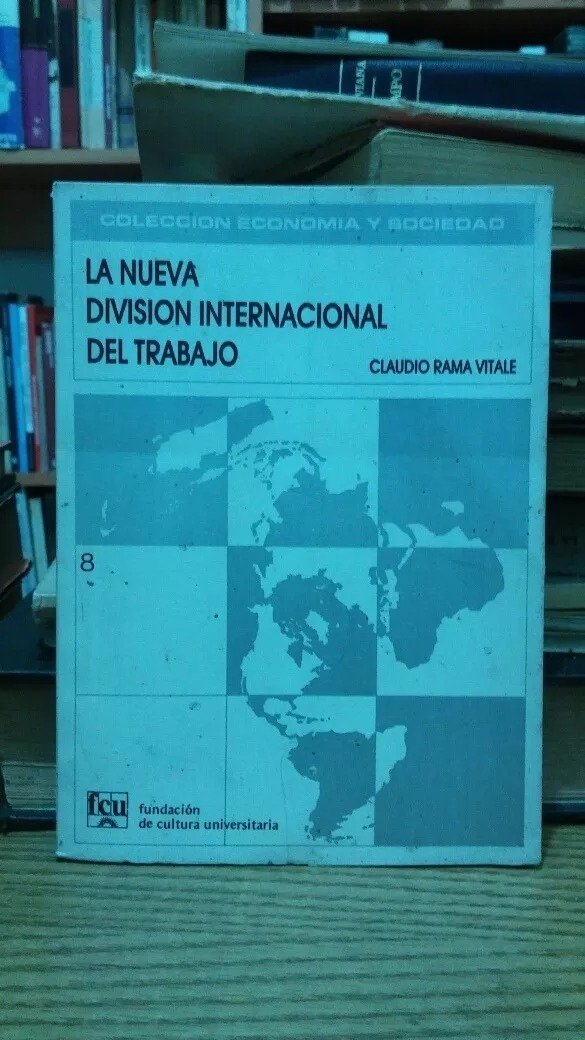 COLECCION ECONOMIA Y SOCIEDAD
LA NUEVA
DIVISION INTERNACIONAL
DEL TRABAJO
CLAUDIO RAMA VITALE
8
fcu
fundación
de cultura universitaria